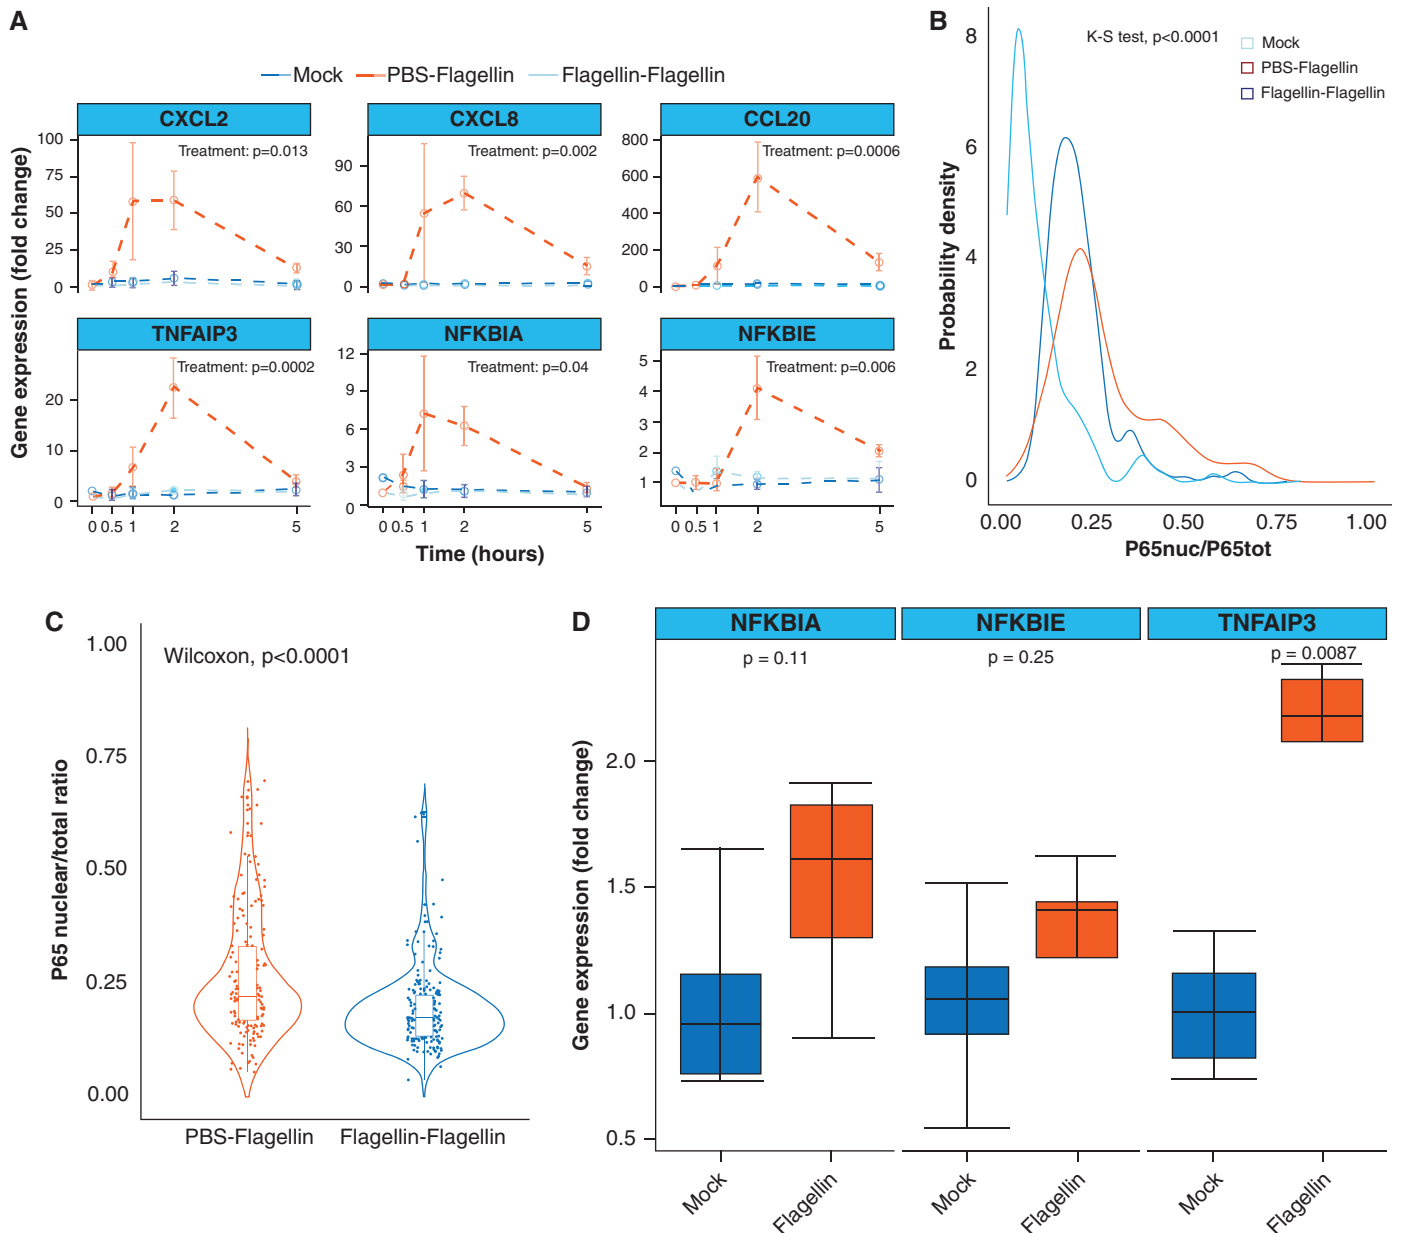 A
Mock PBS-Flagellin Flagellin-Flagellin
CXCL2 CXCL8 CCL20
Treatment: p=0.013 Treatment: p=0.002 Treatment: p=0.0006
100
75
50
25
0
90
60
30
0
800
600
400
200
0
TNFAIP3 NFKBIA NFKBIE
Treatment: p=0.0002 Treatment: p=0.04 Treatment: p=0.006
20
10
0
12
9
6
3
0
5
4
3
2
1
0 0.5 1 2 5 0 0.5 1 2 5 0 0.5 1 2 5
Time (hours)
Gene expression (fold change)
B
K-S test, p<0.0001
Mock
PBS-Flagellin
Flagellin-Flagellin
8
6
4
2
0
Probability density
0.00 0.25 0.50 0.75 1.00
P65nuc/P65tot
C
Wilcoxon, p<0.0001
1.00
0.75
0.50
0.25
0.00
P65 nuclear/total ratio
PBS-Flagellin Flagellin-Flagellin
D
NFKBIA NFKBIE TNFAIP3
p = 0.11 p = 0.25 p = 0.0087
2.0
1.5
1.0
0.5
Gene expression (fold change)
Mock Flagellin Mock Flagellin Mock Flagellin